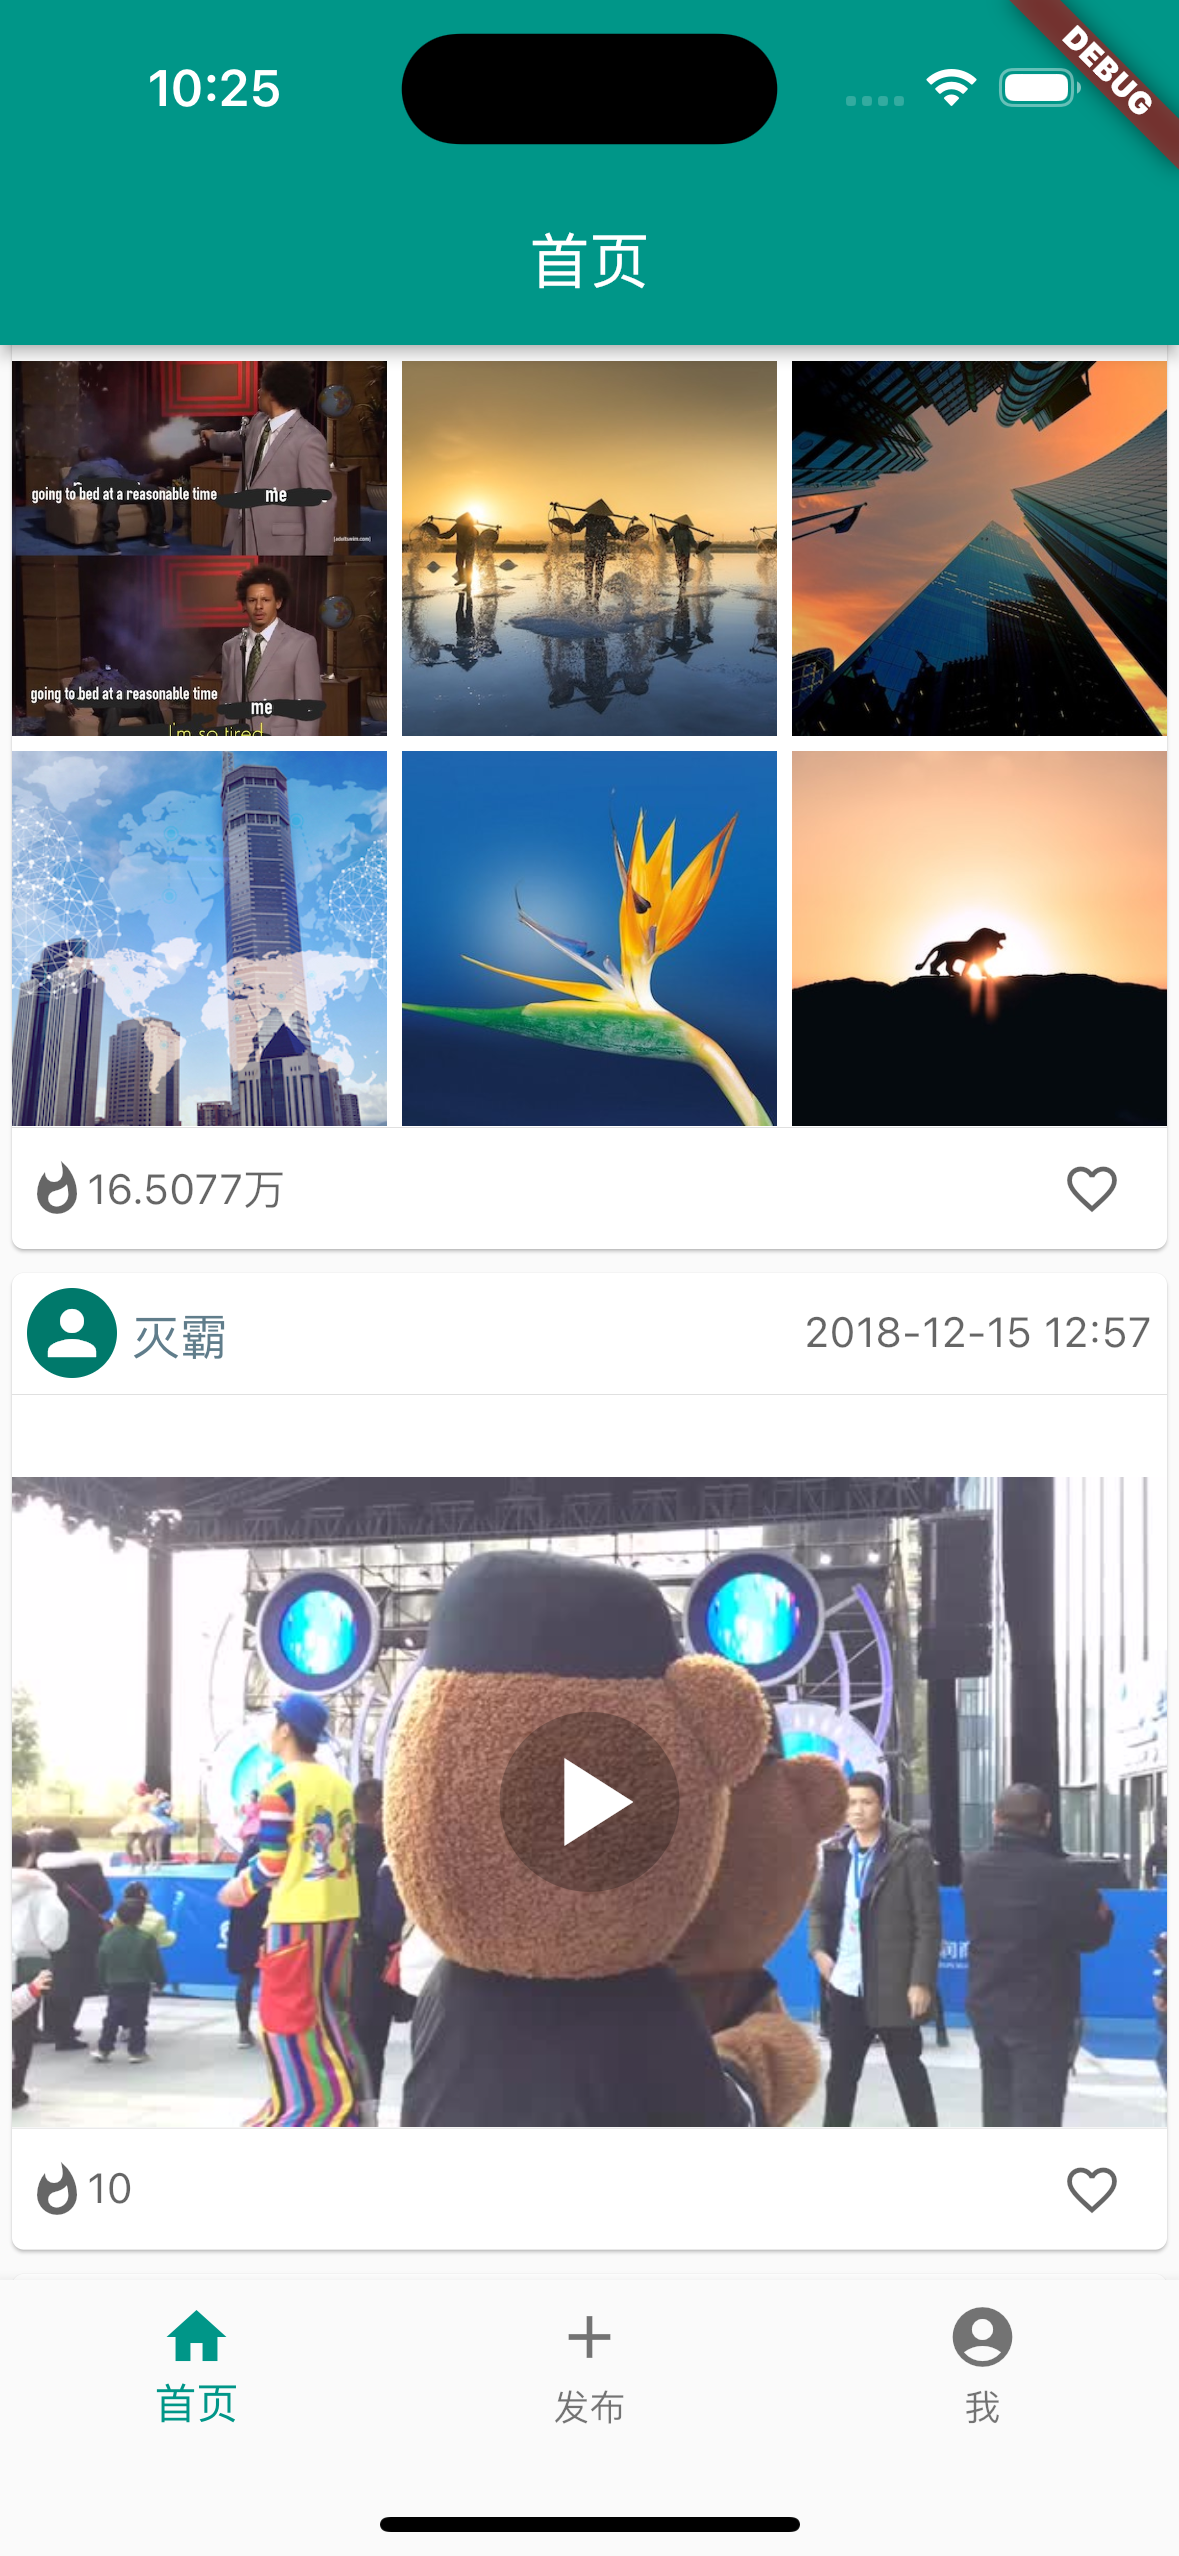 10:25
DEBUG
首页
going to bed at a reasonable time
me
[adultswim.com]
going to bed at a reasonable time
me
I'm so tired
16.5077万
灭霸
2018-12-15 12:57
10
首页
发布
我